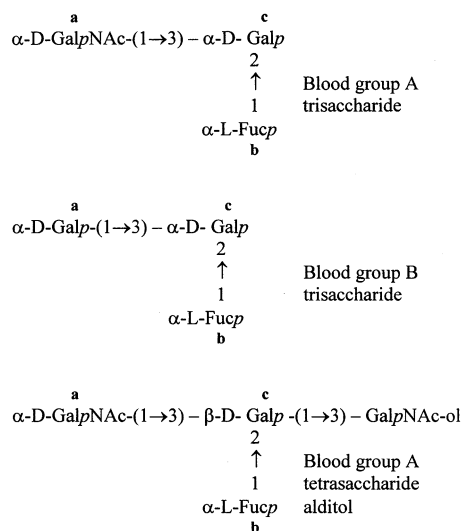 a c
α-D-GalpNAc-(1→3) – α-D- Galp
2
↑ Blood group A
1 trisaccharide
α-L-Fucp
b
a c
α-D-Galp-(1→3) – α-D- Galp
2
↑ Blood group B
1 trisaccharide
α-L-Fucp
b
a c
α-D-GalpNAc-(1→3) – β-D- Galp -(1→3) – GalpNAc-ol
2
↑ Blood group A
1 tetrasaccharide
α-L-Fucp alditol
b